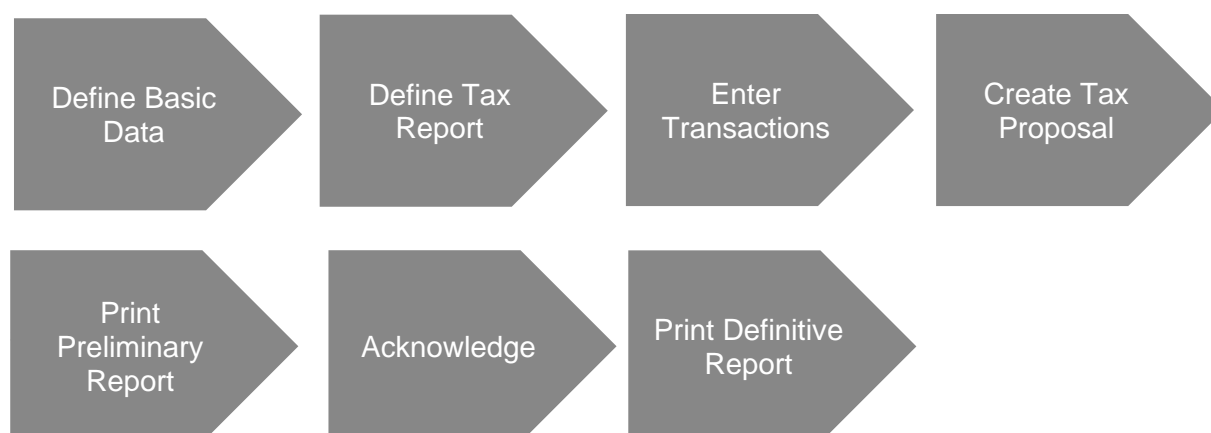 Define Basic
Data
Define Tax
Report
Enter
Transactions
Create Tax
Proposal
Print
Preliminary
Report
Acknowledge
Print Definitive
Report